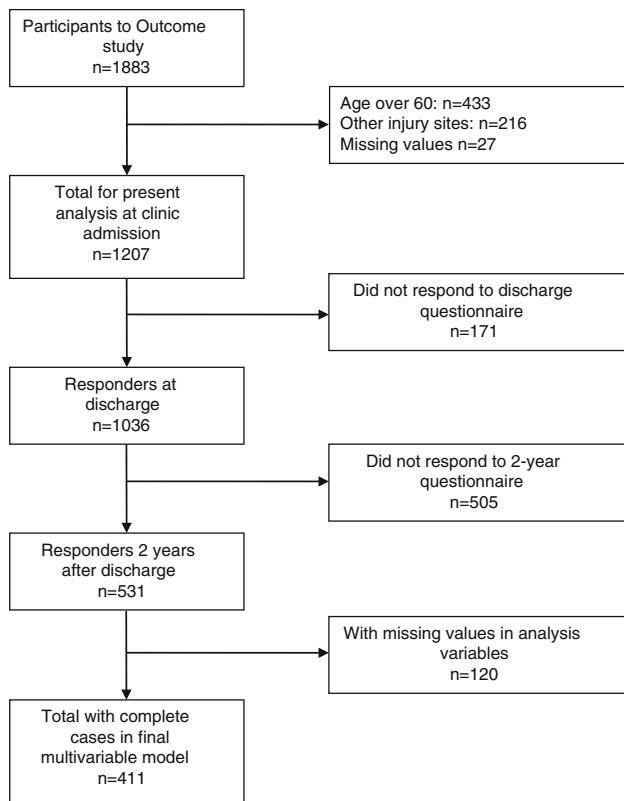 Participants to Outcome
study
n=1883
Age over 60: n=433
Other injury sites: n=216
Missing values n=27
Total for present
analysis at clinic
admission
n=1207
Did not respond to discharge
questionnaire
n=171
Responders at
discharge
n=1036
Did not respond to 2-year
questionnaire
n=505
Responders 2 years
after discharge
n=531
With missing values in analysis
variables
n=120
Total with complete
cases in final
multivariable model
n=411